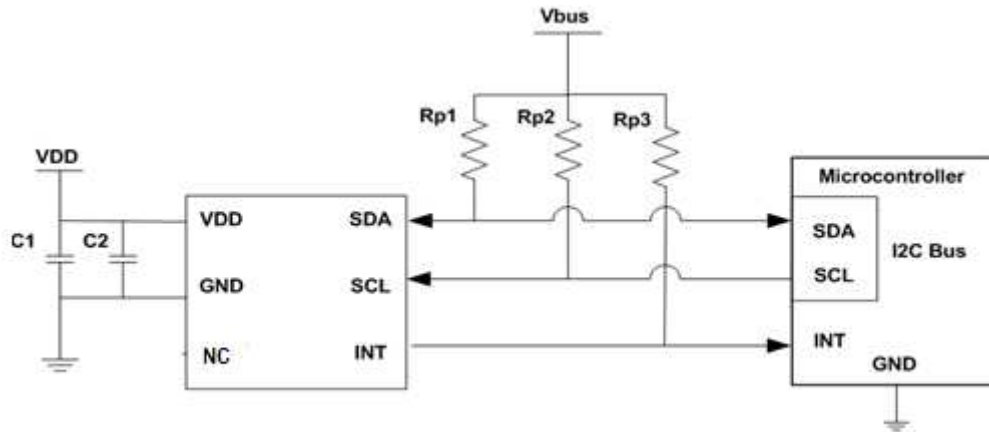 Vbus
Rp1
Rp2
Rp3
VDD
C1
C2
VDD
GND
NC
SDA
SCL
INT
Microcontroller
SDA
SCL
I2C Bus
INT
GND